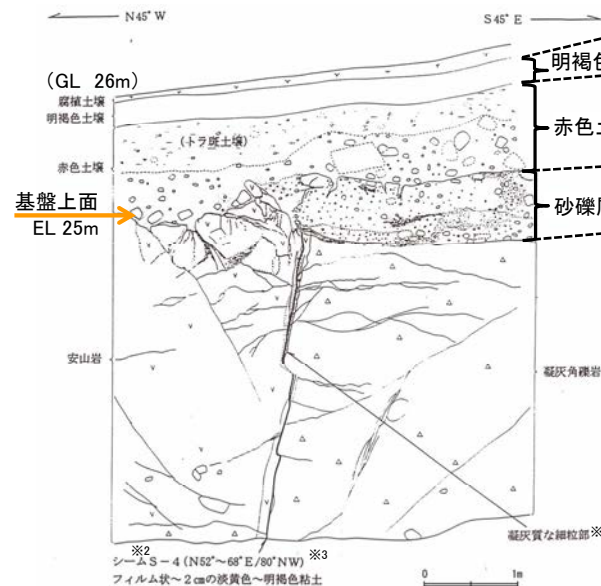 N45°W
S45°E
(GL 26m)
腐植土壌
明褐色土壌
(トラ斑土壌)
赤色土壌
基盤上面
EL 25m
明褐色
赤色土
砂礫層
安山岩
凝灰角礫岩
凝灰質な細粒部※
※2
※3
シームS-4 (N52°~68°E/80°NW)
フィルム状~2cmの淡黄色~明褐色粘土
0 1m